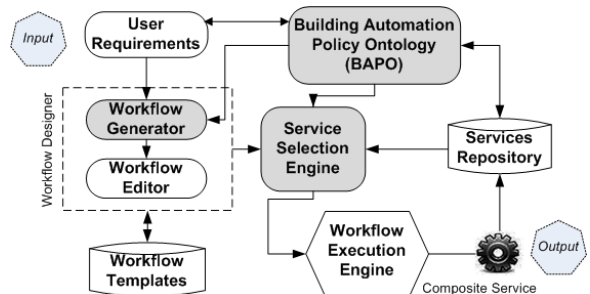 Input
User
Requirements
Building Automation
Policy Ontology
(BAPO)
Workflow Designer
Workflow
Generator
Workflow
Editor
Service
Selection
Engine
Services
Repository
Workflow
Templates
Workflow
Execution
Engine
Composite Service
Output